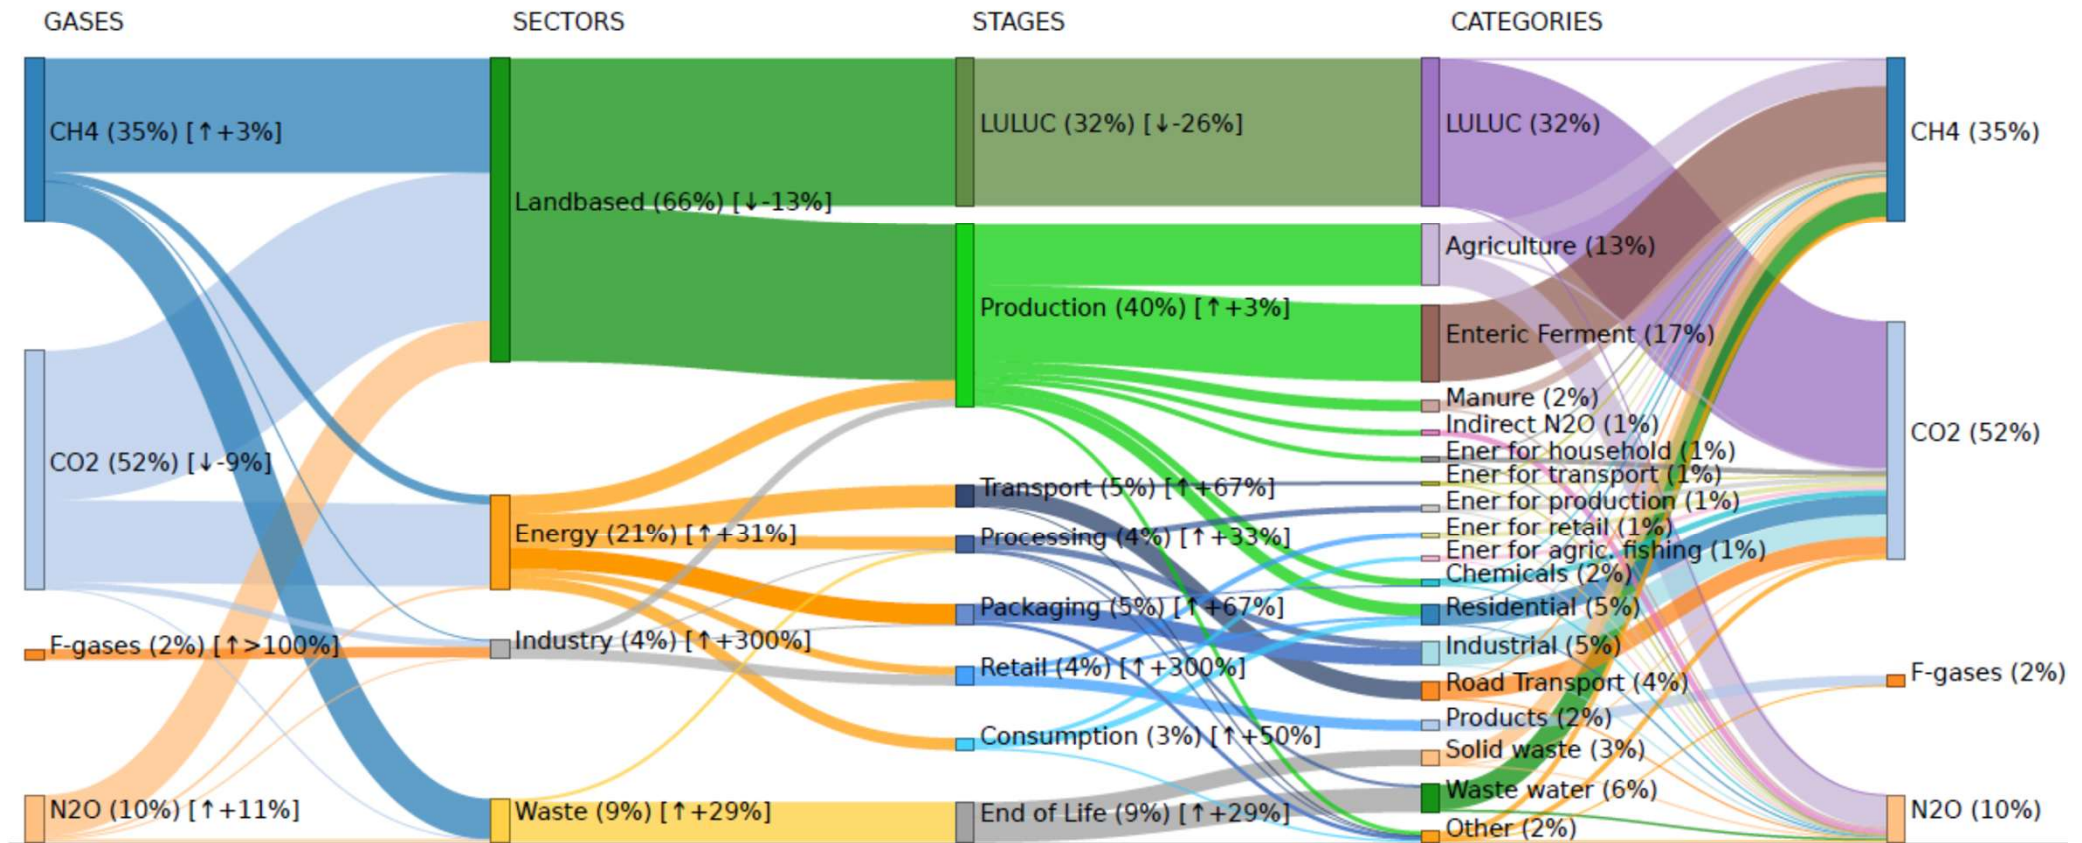 GASES
SECTORS
STAGES
CATEGORIES
CH4 (35%) [↑+3%]
CO2 (52%) [↓-9%]
F-gases (2%) [↑>100%]
N2O (10%) [↑+11%]
Landbased (66%) [↓-13%]
Energy (21%) [↑+31%]
Industry (4%) [↑+300%]
Waste (9%) [↑+29%]
LULUC (32%) [↓-26%]
Production (40%) [↑+3%]
Transport (5%) [↑+67%]
Processing (4%) [↑+33%]
Packaging (5%) [↑+67%]
Retail (4%) [↑+300%]
Consumption (3%) [↑+50%]
End of Life (9%) [↑+29%]
LULUC (32%)
Agriculture (13%)
Enteric Ferment (17%)
Manure (2%)
Indirect N2O (1%)
Ener for household (1%)
Ener for transport (1%)
Ener for production (1%)
Ener for retail (1%)
Ener for agric. fishing (1%)
Chemicals (2%)
Residential (5%)
Industrial (5%)
Road Transport (4%)
Products (2%)
Solid waste (3%)
Waste water (6%)
Other (2%)
CH4 (35%)
CO2 (52%)
F-gases (2%)
N2O (10%)